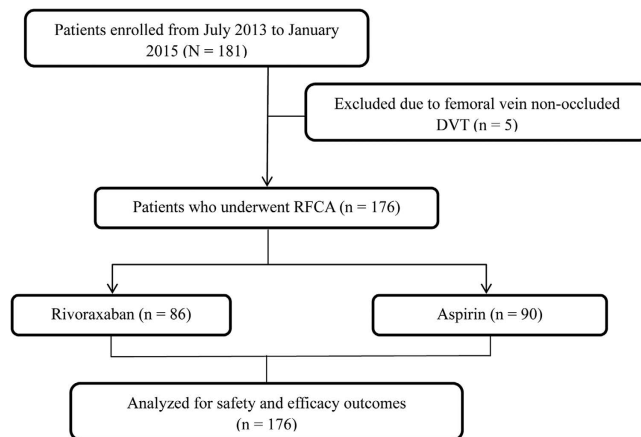 Patients enrolled from July 2013 to January
2015 (N = 181)
Excluded due to femoral vein non-occluded
DVT (n = 5)
Patients who underwent RFCA (n = 176)
Rivoraxaban (n = 86)
Aspirin (n = 90)
Analyzed for safety and efficacy outcomes
(n = 176)